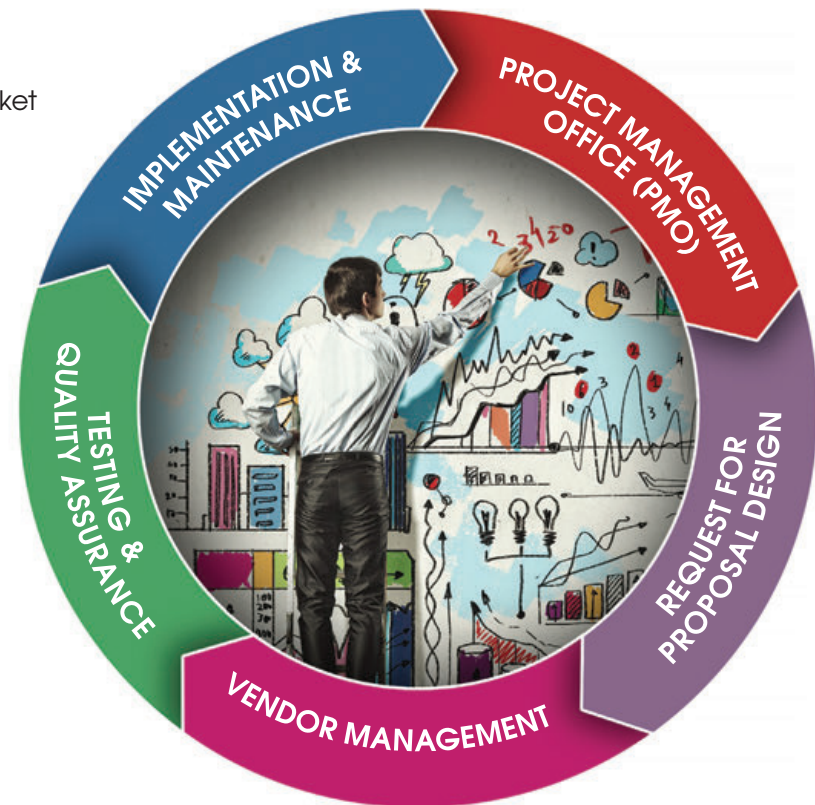 ket
IMPLEMENTATION &
MAINTENANCE
PROJECT MANAGEMENT
OFFICE (PMO)
REQUEST FOR
PROPOSAL DESIGN
VENDOR MANAGEMENT
TESTING &
QUALITY ASSURANCE